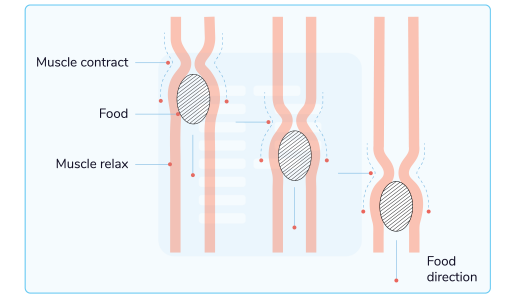 Muscle contract
Food
Muscle relax
Food
direction